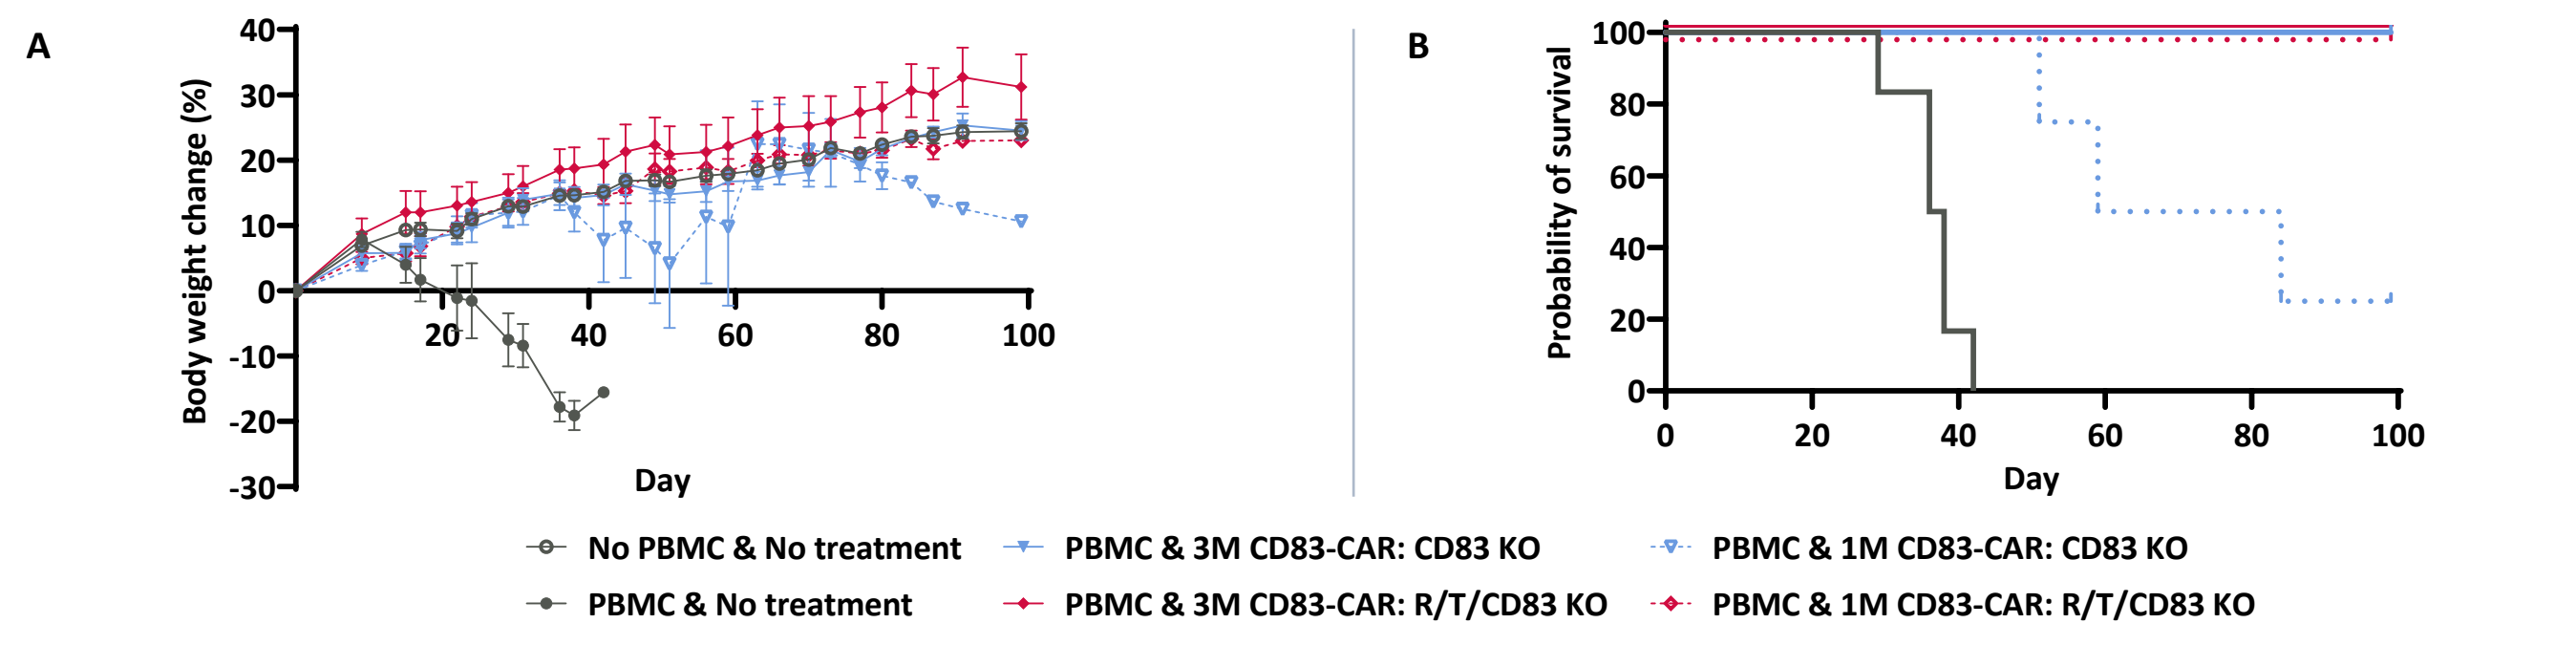 A
Body weight change (%)
40
30
20
10
0
-10
-20
-30
20 40 60 80 100
Day
B
Probability of survival
100
80
60
40
20
0
0 20 40 60 80 100
Day
No PBMC & No treatment
PBMC & 3M CD83-CAR: CD83 KO
PBMC & 1M CD83-CAR: CD83 KO
PBMC & No treatment
PBMC & 3M CD83-CAR: R/T/CD83 KO
PBMC & 1M CD83-CAR: R/T/CD83 KO